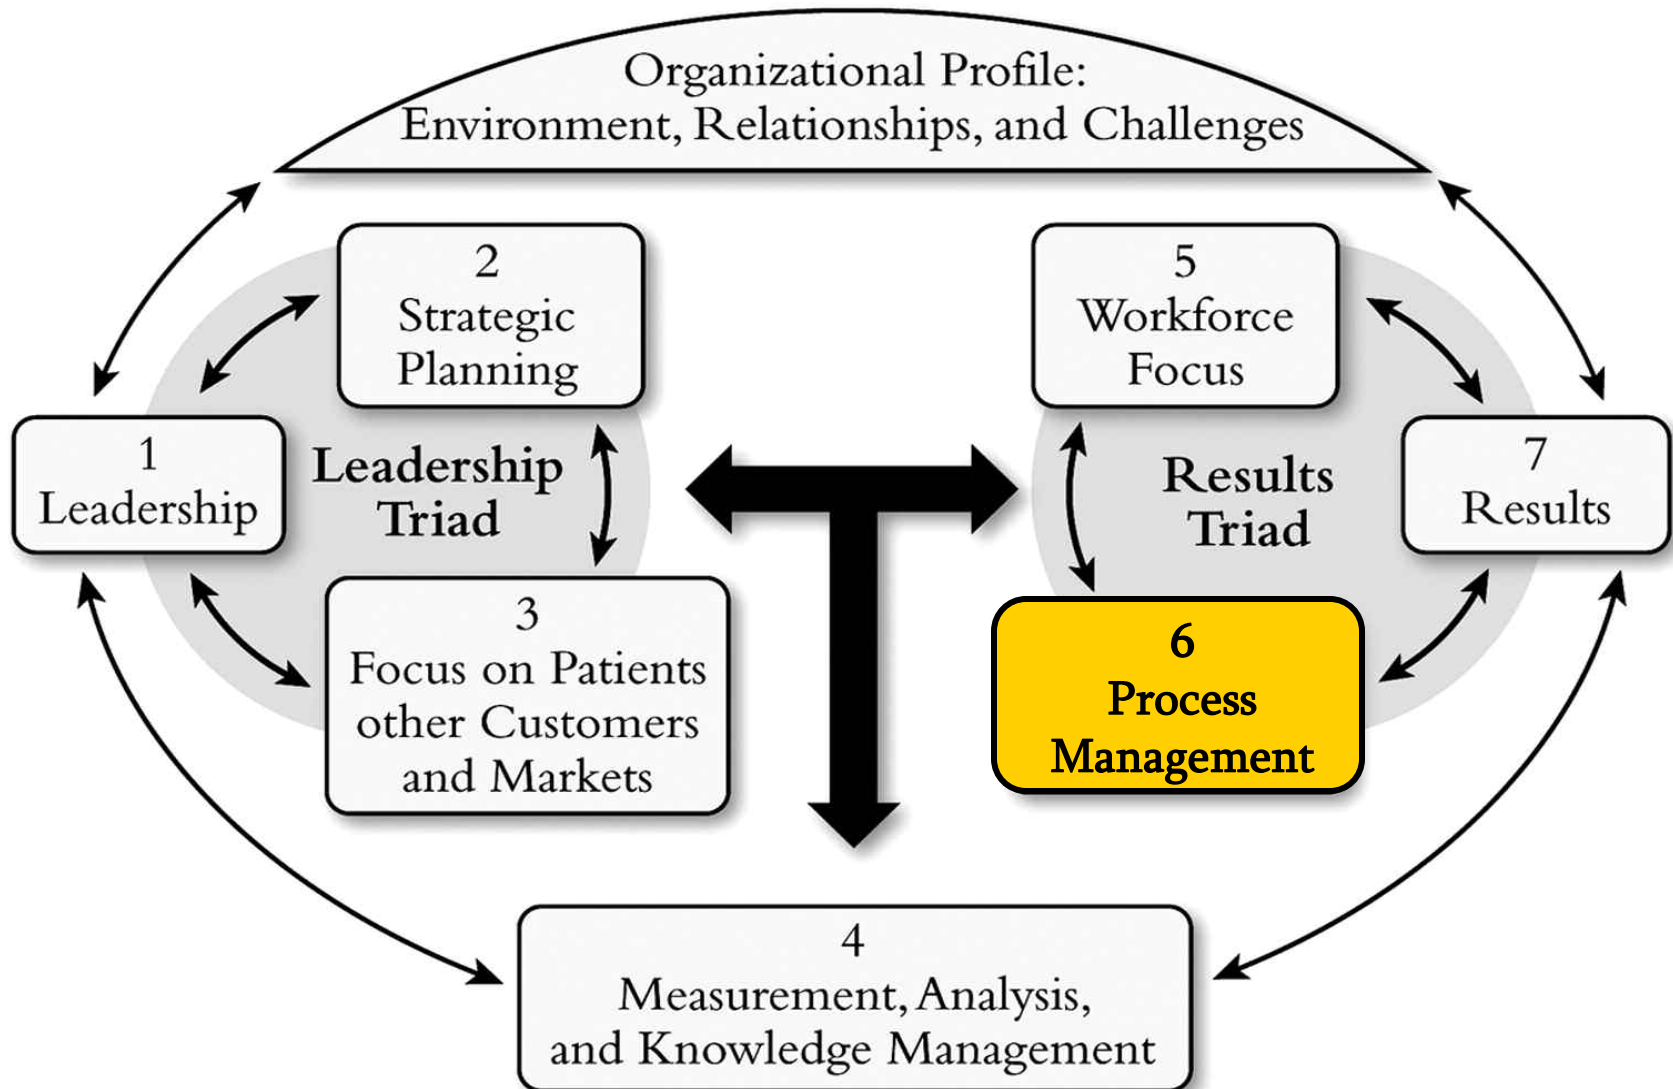 Organizational Profile:
Environment, Relationships, and Challenges
2
Strategic
Planning
5
Workforce
Focus
1
Leadership
Leadership
Triad
Results
Triad
7
Results
3
Focus on Patients
other Customers
and Markets
6
Process
Management
4
Measurement, Analysis,
and Knowledge Management